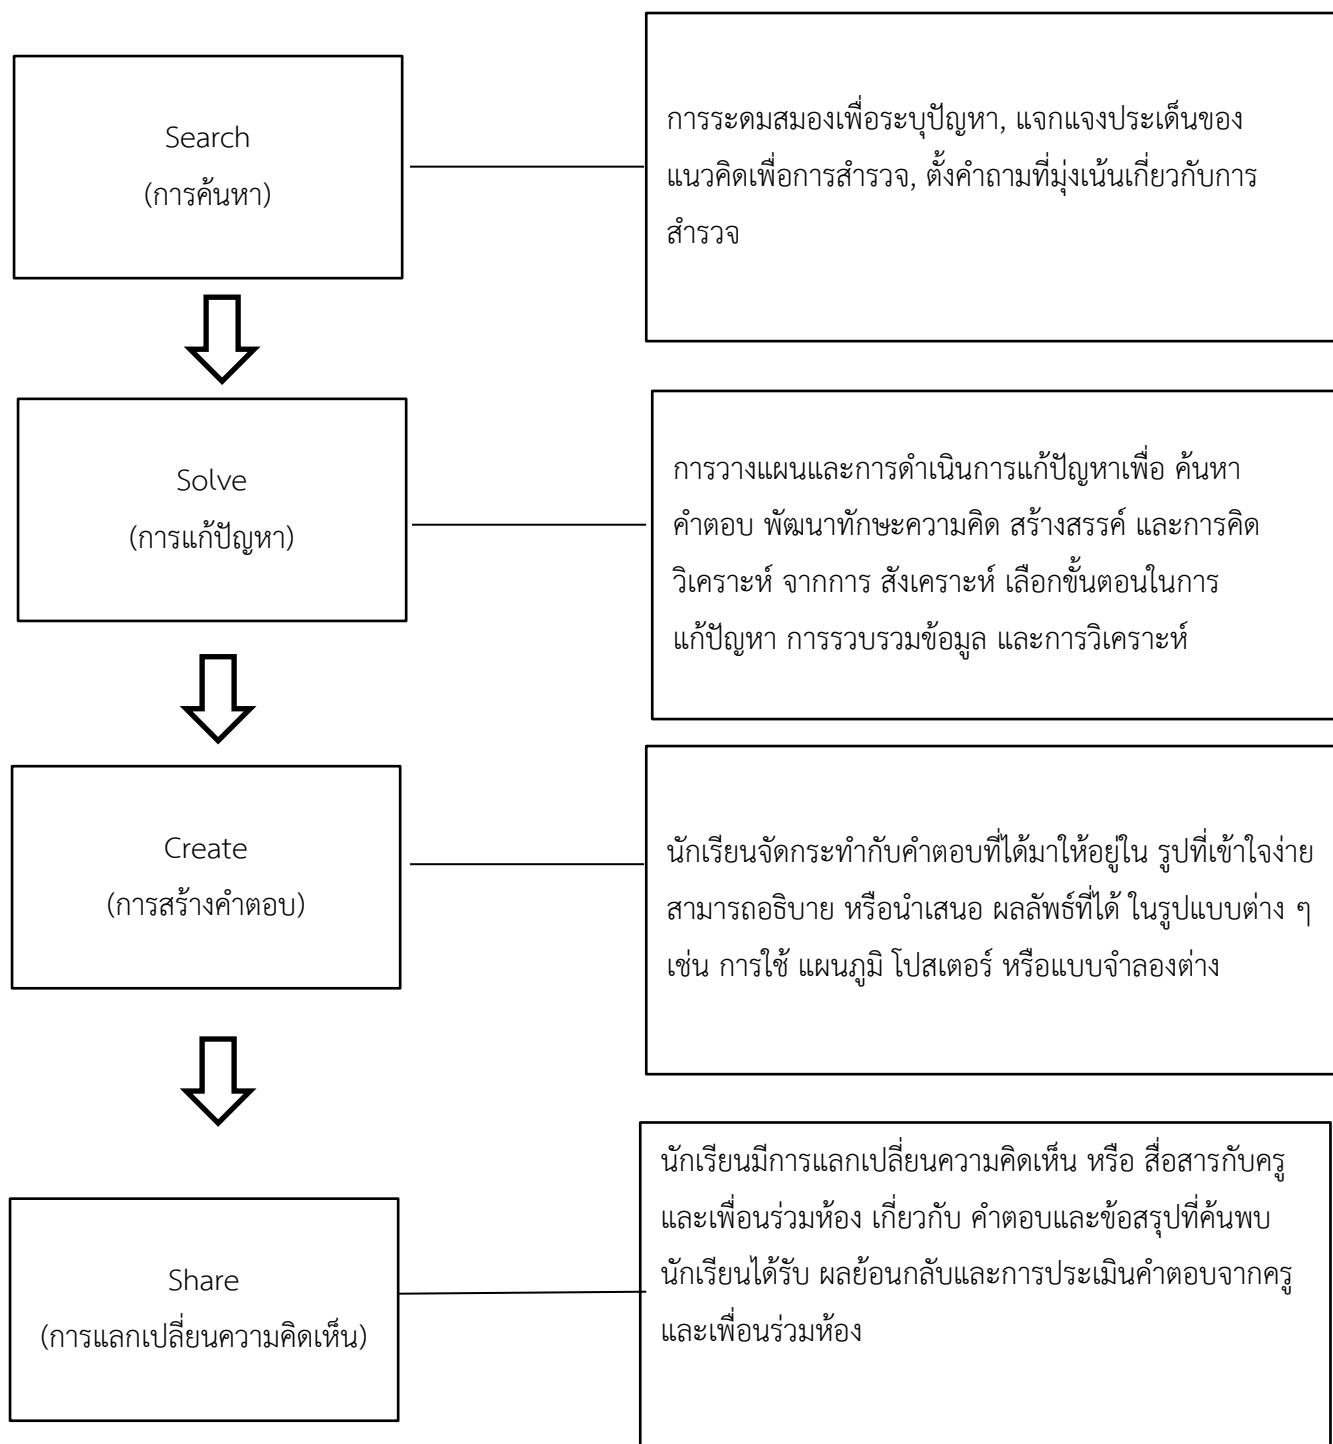 Search
(การค้นหา)
การระดมสมองเพื่อระบุปัญหา, แจกแจงประเด็นของ
แนวคิดเพื่อการสำรวจ, ตั้งคำถามที่มุ่งเน้นเกี่ยวกับการ
สำรวจ
Solve
(การแก้ปัญหา)
การวางแผนและการดำเนินการแก้ปัญหาเพื่อ ค้นหา
คำตอบ พัฒนาทักษะความคิด สร้างสรรค์ และการคิด
วิเคราะห์ จากการ สังเคราะห์ เลือกขั้นตอนในการ
แก้ปัญหา การรวบรวมข้อมูล และการวิเคราะห์
Create
(การสร้างคำตอบ)
นักเรียนจัดกระทำกับคำตอบที่ได้มาให้อยู่ใน รูปที่เข้าใจง่าย
สามารถอธิบาย หรือนำเสนอ ผลลัพธ์ที่ได้ ในรูปแบบต่าง ๆ
เช่น การใช้ แผนภูมิ โปสเตอร์ หรือแบบจำลองต่าง
Share
(การแลกเปลี่ยนความคิดเห็น)
นักเรียนมีการแลกเปลี่ยนความคิดเห็น หรือ สื่อสารกับครู
และเพื่อนร่วมห้อง เกี่ยวกับ คำตอบและข้อสรุปที่ค้นพบ
นักเรียนได้รับ ผลย้อนกลับและการประเมินคำตอบจากครู
และเพื่อนร่วมห้อง